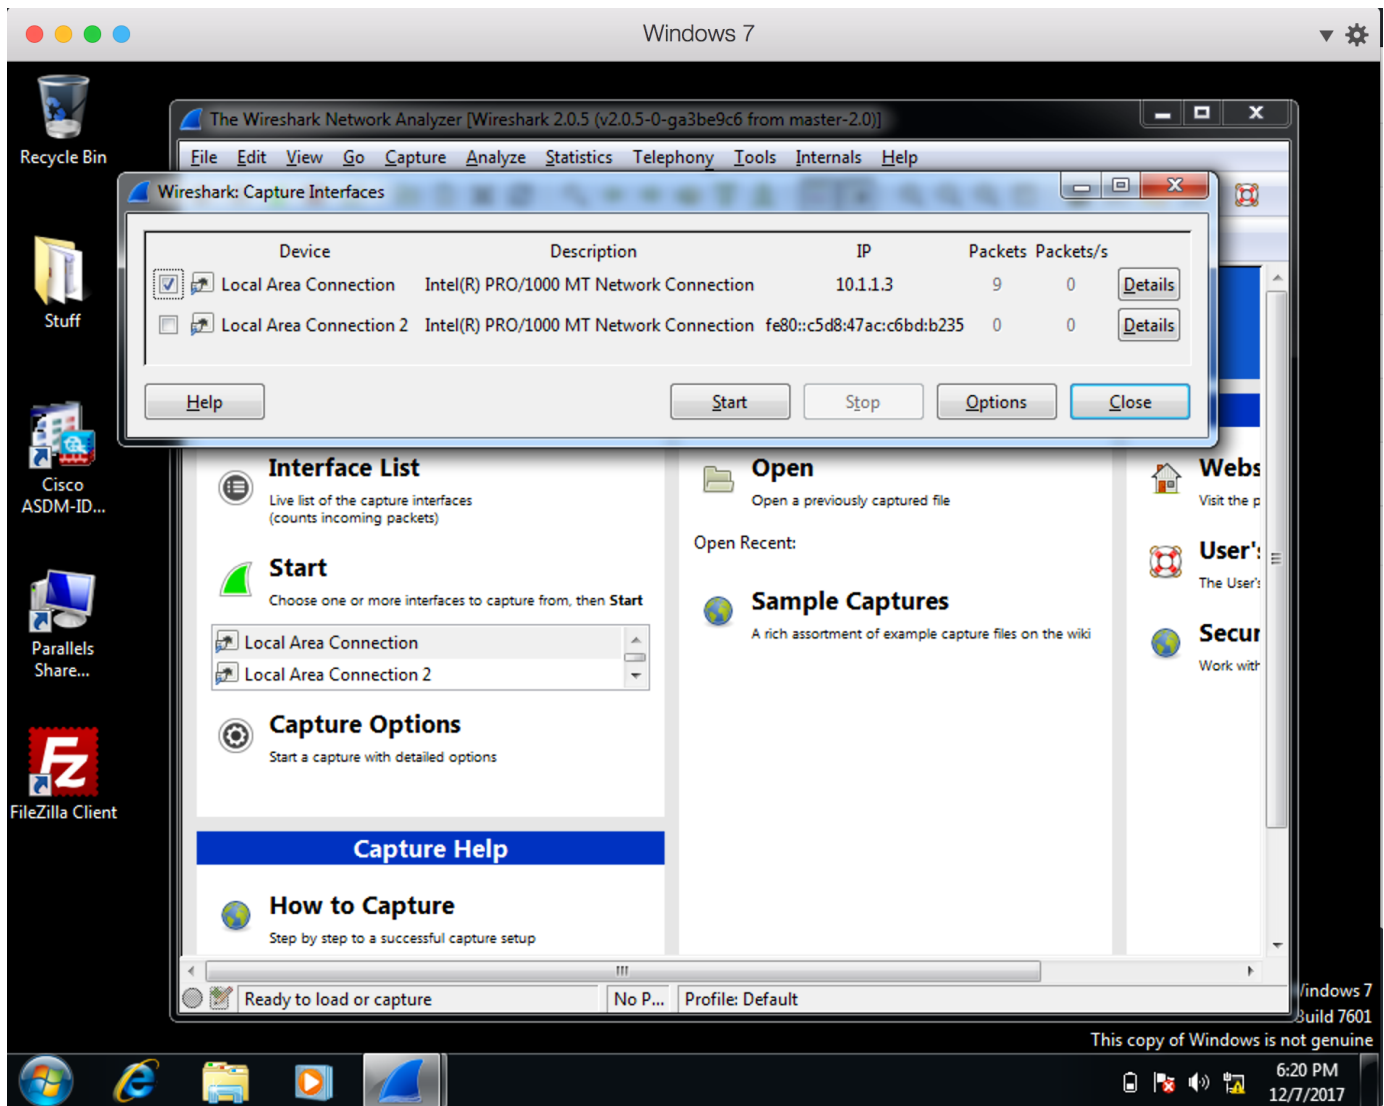 Windows 7
Recycle Bin
The Wireshark Network Analyzer [Wireshark 2.0.5 (v2.0.5-0-ga3be9c6 from master-2.0)]
File Edit View Go Capture Analyze Statistics Telephony Tools Internals Help
Wireshark: Capture Interfaces
Device Description IP Packets Packets/s
Local Area Connection Intel(R) PRO/1000 MT Network Connection 10.1.1.3 9 0 Details
Local Area Connection 2 Intel(R) PRO/1000 MT Network Connection fe80::c5d8:47ac:c6bd:b235 0 0 Details
Help Start Stop Options Close
Stuff
Cisco
ASDM-ID...
Parallels
Share...
FileZilla Client
Interface List
Live list of the capture interfaces
(counts incoming packets)
Start
Choose one or more interfaces to capture from, then Start
Local Area Connection
Local Area Connection 2
Capture Options
Start a capture with detailed options
Capture Help
How to Capture
Step by step to a successful capture setup
Open
Open a previously captured file
Open Recent:
Sample Captures
A rich assortment of example capture files on the wiki
Webs
Visit the p
User's
The User's
Secur
Work with
Ready to load or capture No P... Profile: Default
Windows 7
Build 7601
This copy of Windows is not genuine
6:20 PM
12/7/2017